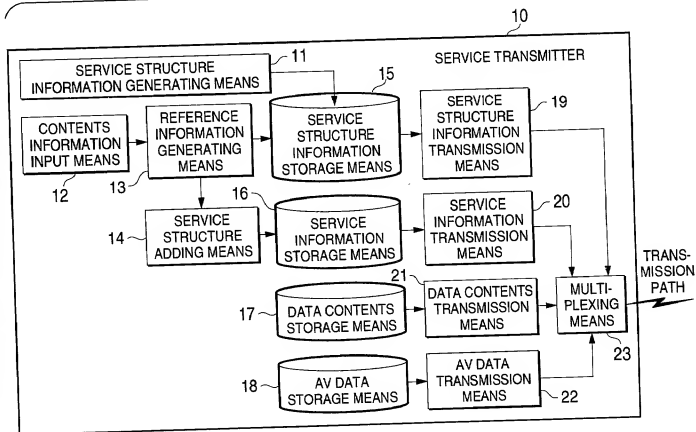 10
SERVICE TRANSMITTER
SERVICE STRUCTURE
INFORMATION GENERATING MEANS
11
15
CONTENTS
INFORMATION
INPUT MEANS
12
REFERENCE
INFORMATION
GENERATING
MEANS
13
SERVICE
STRUCTURE
INFORMATION
STORAGE MEANS
SERVICE
STRUCTURE
INFORMATION
TRANSMISSION
MEANS
19
14
SERVICE
STRUCTURE
ADDING MEANS
16
SERVICE
INFORMATION
STORAGE MEANS
SERVICE
INFORMATION
TRANSMISSION
MEANS
20
17
DATA CONTENTS
STORAGE MEANS
21
DATA CONTENTS
TRANSMISSION
MEANS
MULTI-
PLEXING
MEANS
23
TRANS-
MISSION
PATH
18
AV DATA
STORAGE MEANS
AV DATA
TRANSMISSION
MEANS
22